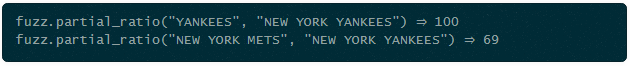 fuzz.partial_ratio("YANKEES", "NEW YORK YANKEES") ⇒ 100
fuzz.partial_ratio("NEW YORK METS", "NEW YORK YANKEES") ⇒ 69